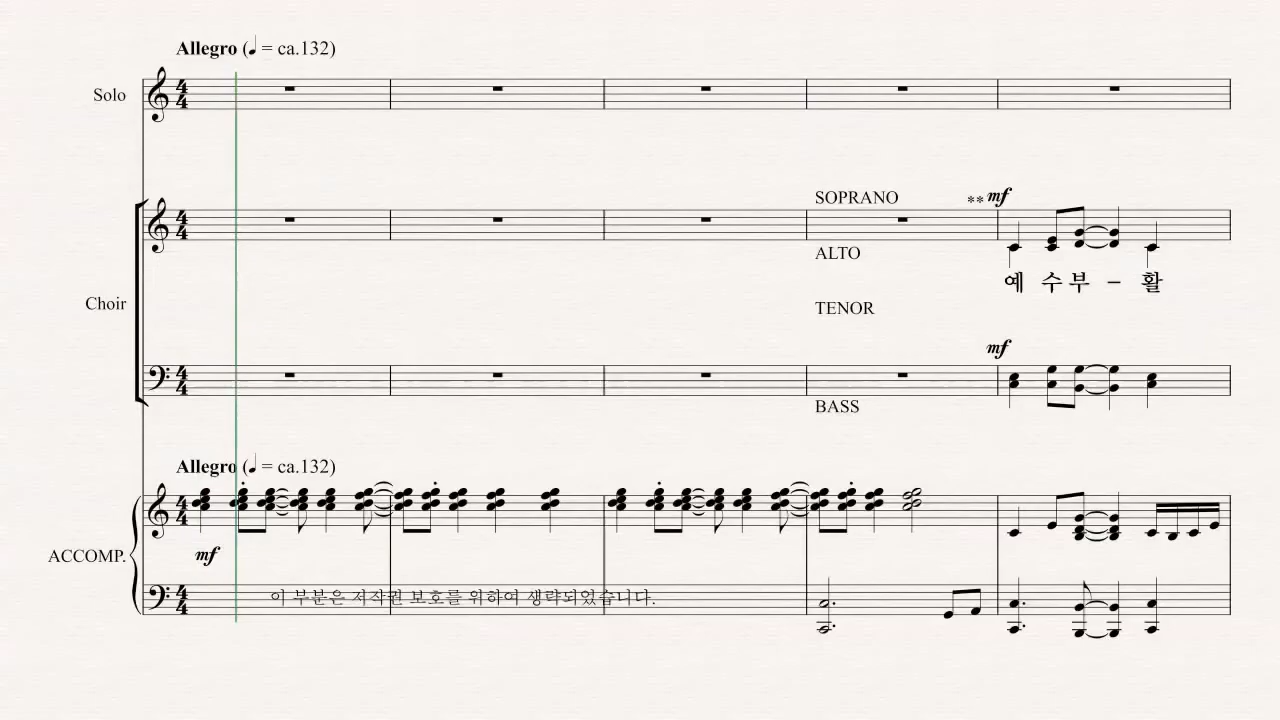 Allegro (♩ = ca.132)
Solo
SOPRANO
** mf
ALTO
예 수 부 – 활
Choir
TENOR
mf
BASS
Allegro (♩ = ca.132)
ACCOMP.
mf
이 부분은 저작권 보호를 위하여 생략되었습니다.